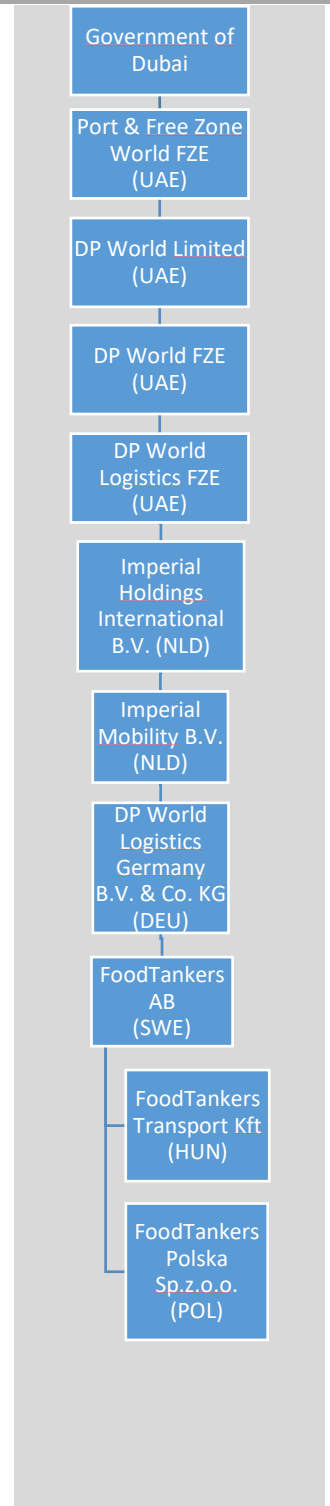 Government of
Dubai
Port & Free Zone
World FZE
(UAE)
DP World Limited
(UAE)
DP World FZE
(UAE)
DP World
Logistics FZE
(UAE)
Imperial
Holdings
International
B.V. (NLD)
Imperial
Mobility B.V.
(NLD)
DP World
Logistics
Germany
B.V. & Co. KG
(DEU)
FoodTankers
AB
(SWE)
FoodTankers
Transport Kft
(HUN)
FoodTankers
Polska
Sp.z.o.o.
(POL)